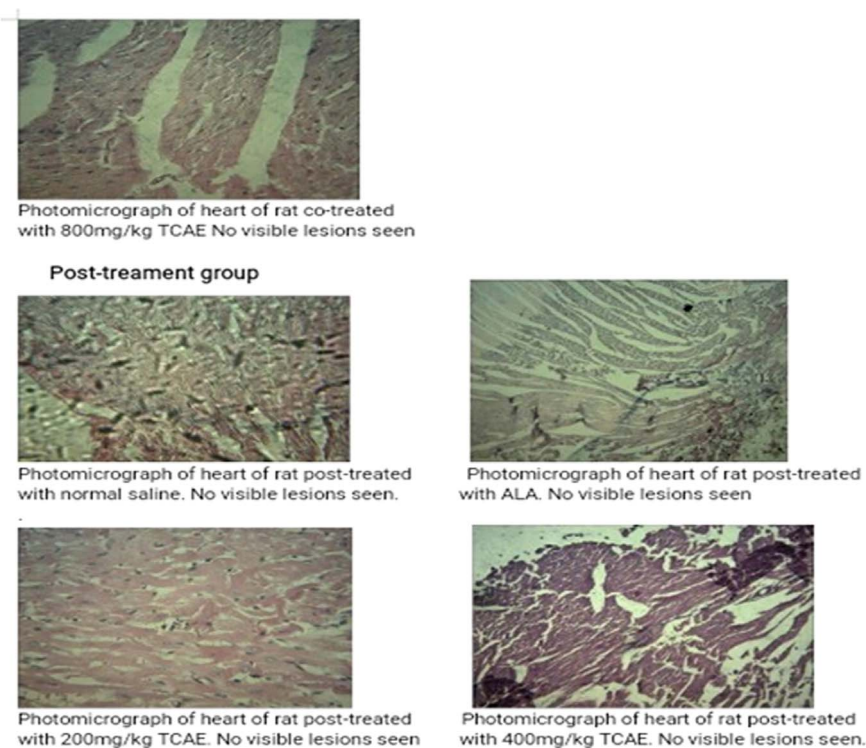 Photomicrograph of heart of rat co-treated
with 800mg/kg TCAE No visible lesions seen
Post-treament group
Photomicrograph of heart of rat post-treated
with normal saline. No visible lesions seen.
Photomicrograph of heart of rat post-treated
with ALA. No visible lesions seen
.
Photomicrograph of heart of rat post-treated
with 200mg/kg TCAE. No visible lesions seen
Photomicrograph of heart of rat post-treated
with 400mg/kg TCAE. No visible lesions seen